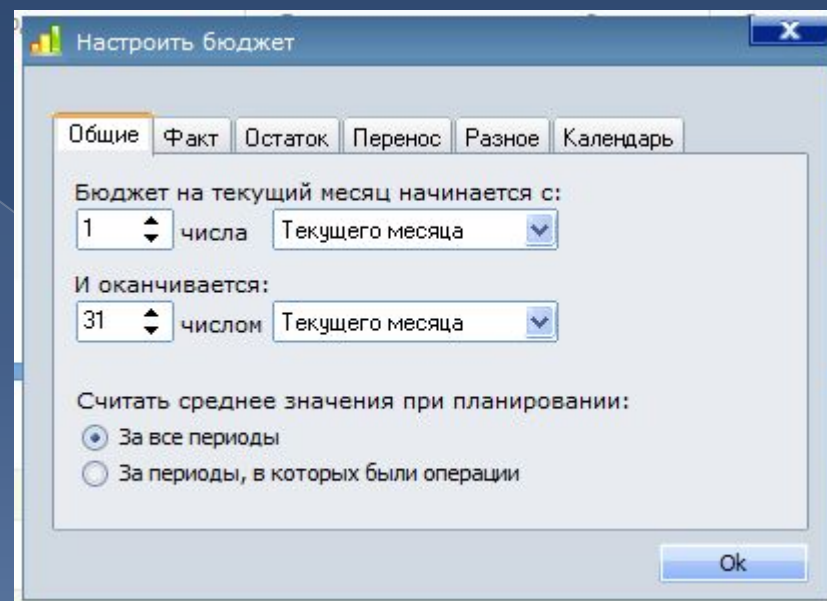 Настроить бюджет
X
Общие Факт Остаток Перенос Разное Календарь
Бюджет на текущий месяц начинается с:
1 числа Текущего месяца
И оканчивается:
31 числом Текущего месяца
Считать среднее значения при планировании:
За все периоды
За периоды, в которых были операции
Ok